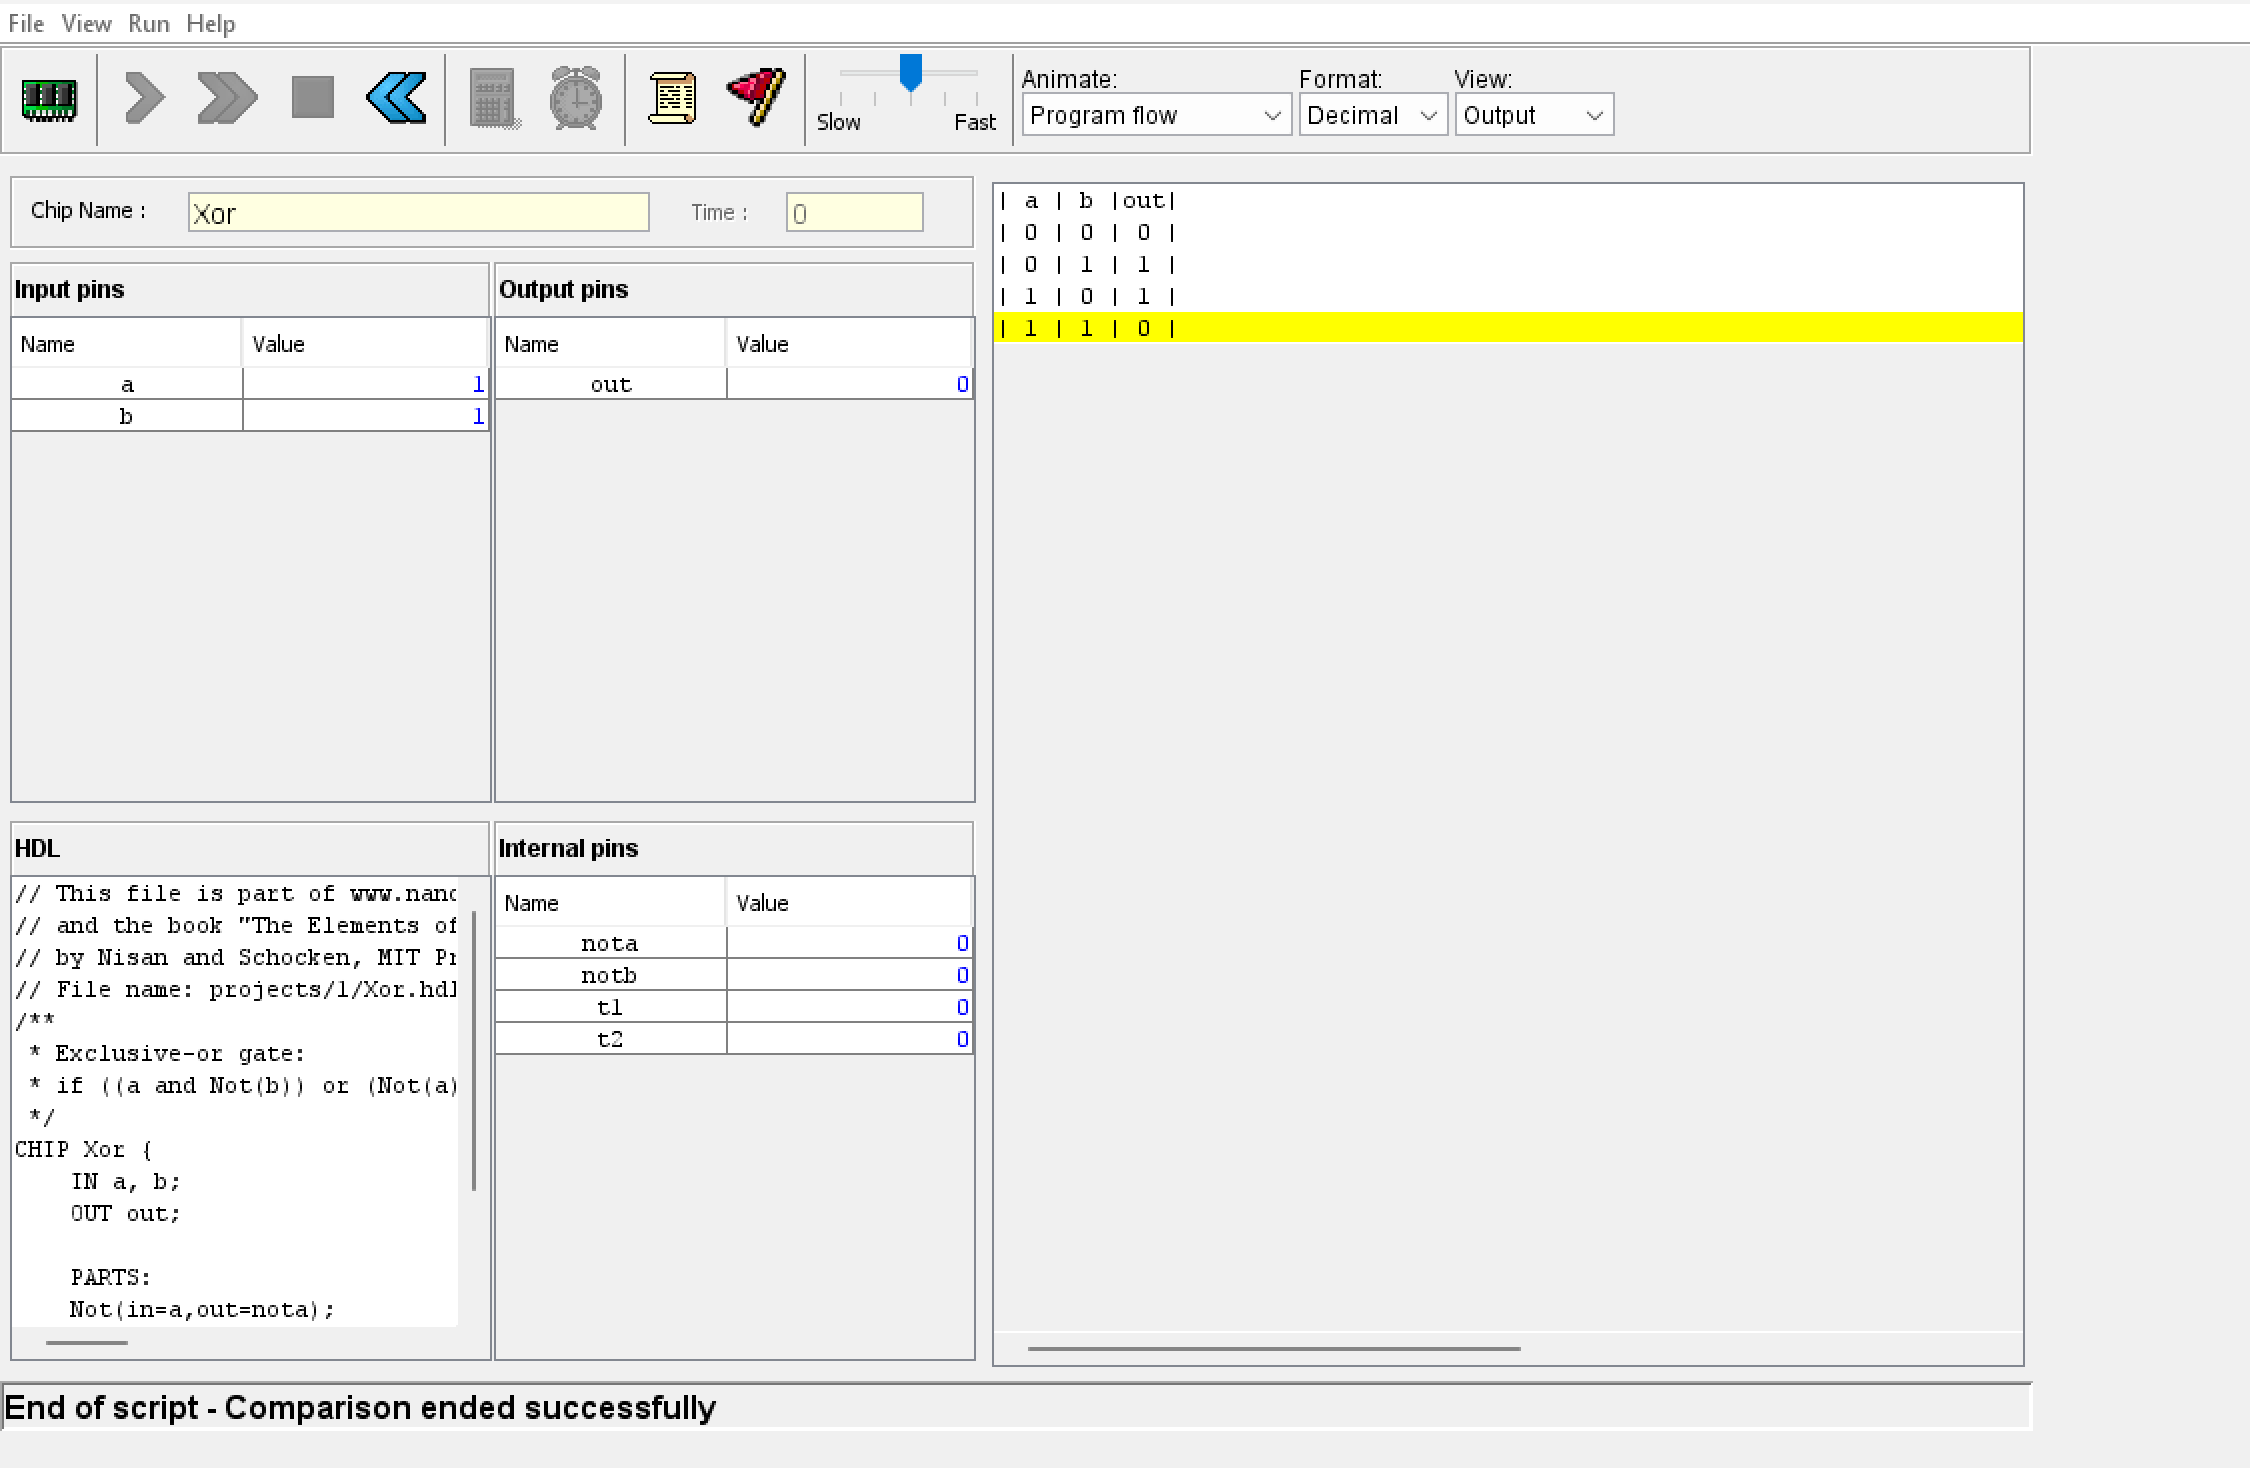 File View Run Help
Animate: Format: View:
Slow Fast Program flow Decimal Output
Chip Name : Xor Time : 0
Input pins
Name Value
a 1
b 1
Output pins
Name Value
out 0
HDL
// This file is part of www.nand
// and the book "The Elements of
// by Nisan and Schocken, MIT Pr
// File name: projects/1/Xor.hdl
/**
* Exclusive-or gate:
* if ((a and Not(b)) or (Not(a)
*/
CHIP Xor {
IN a, b;
OUT out;
PARTS:
Not(in=a,out=nota);
Internal pins
Name Value
nota 0
notb 0
t1 0
t2 0
| a | b |out|
| 0 | 0 | 0 |
| 0 | 1 | 1 |
| 1 | 0 | 1 |
| 1 | 1 | 0 |
End of script - Comparison ended successfully